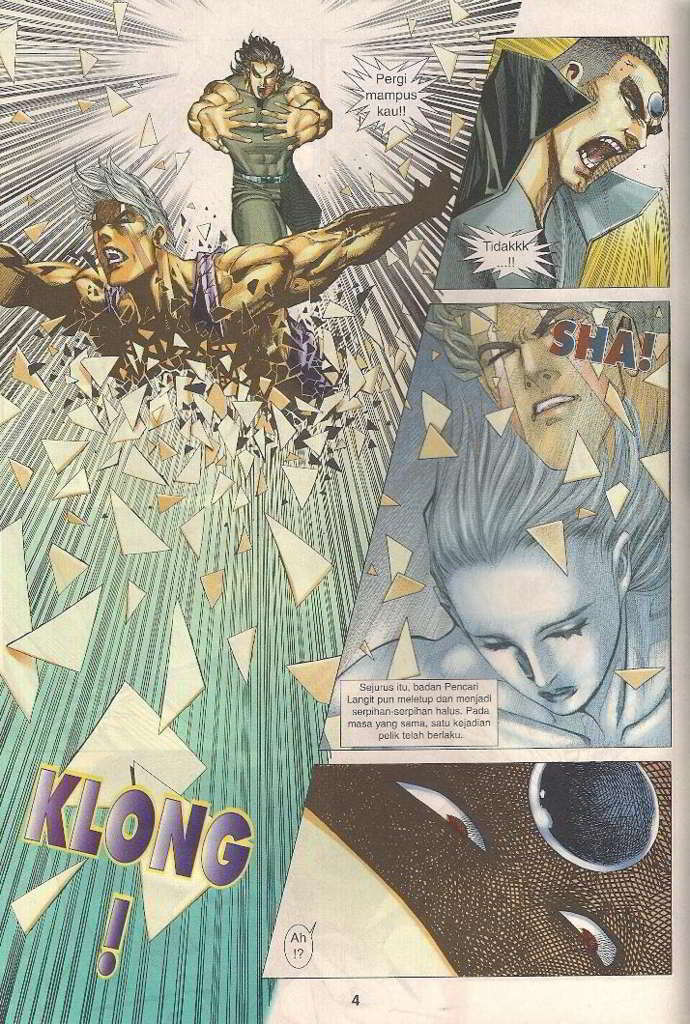 Pergi
mampus
kau!!
Tidakkk
...!!
SHA!
Sejurus itu, badan Pencari
Langit pun meletup dan menjadi
serpihan-serpihan halus. Pada
masa yang sama, satu kejadian
pelik telah berlaku.
KLONG
!
Ah
!?
4